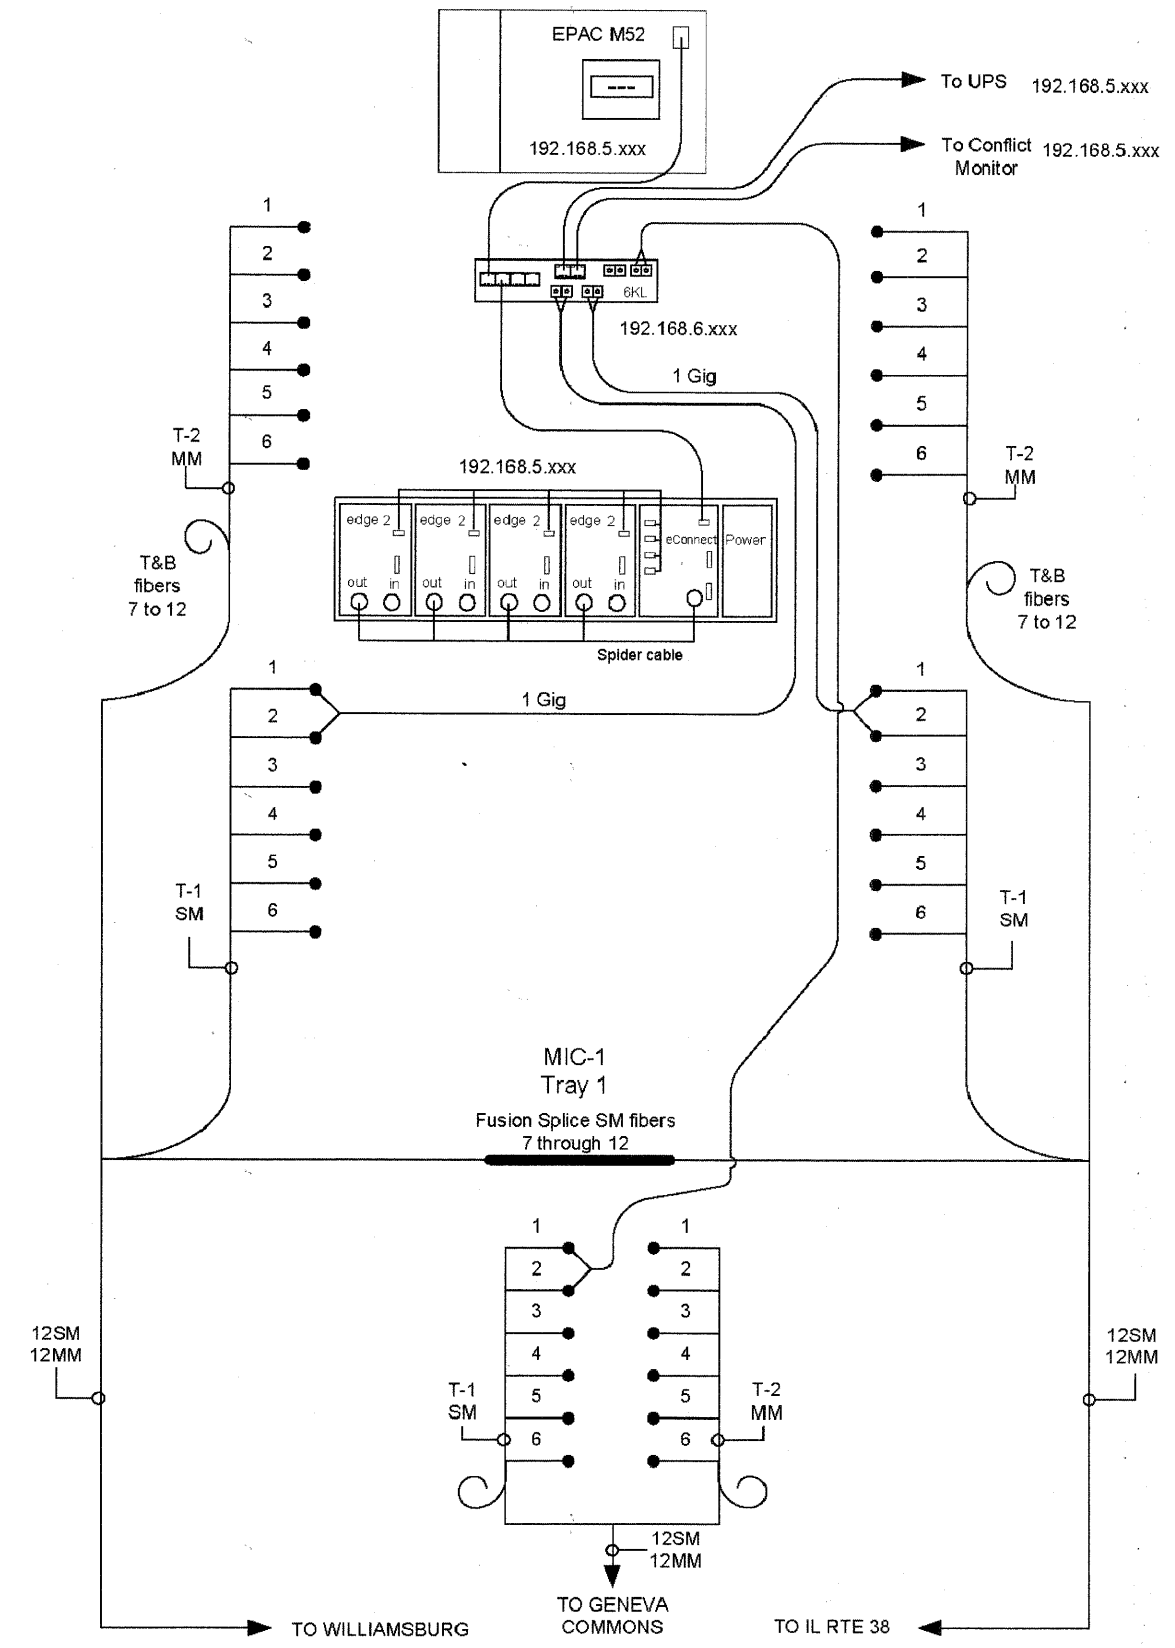 EPAC M52
---
192.168.5.xxx
To UPS 192.168.5.xxx
To Conflict 192.168.5.xxx
Monitor
6KL
192.168.6.xxx
1 Gig
1
2
3
4
5
6
T-2
MM
T&B
fibers
7 to 12
1
2
3
4
5
6
T-2
MM
T&B
fibers
7 to 12
192.168.5.xxx
edge 2
edge 2
edge 2
edge 2
eConnect
Power
out
in
out
in
out
in
out
in
Spider cable
1 Gig
1
2
3
4
5
6
T-1
SM
1
2
3
4
5
6
T-1
SM
MIC-1
Tray 1
Fusion Splice SM fibers
7 through 12
1
2
3
4
5
6
T-1
SM
1
2
3
4
5
6
T-2
MM
12SM
12MM
12SM
12MM
12SM
12MM
TO WILLIAMSBURG
TO GENEVA
COMMONS
TO IL RTE 38